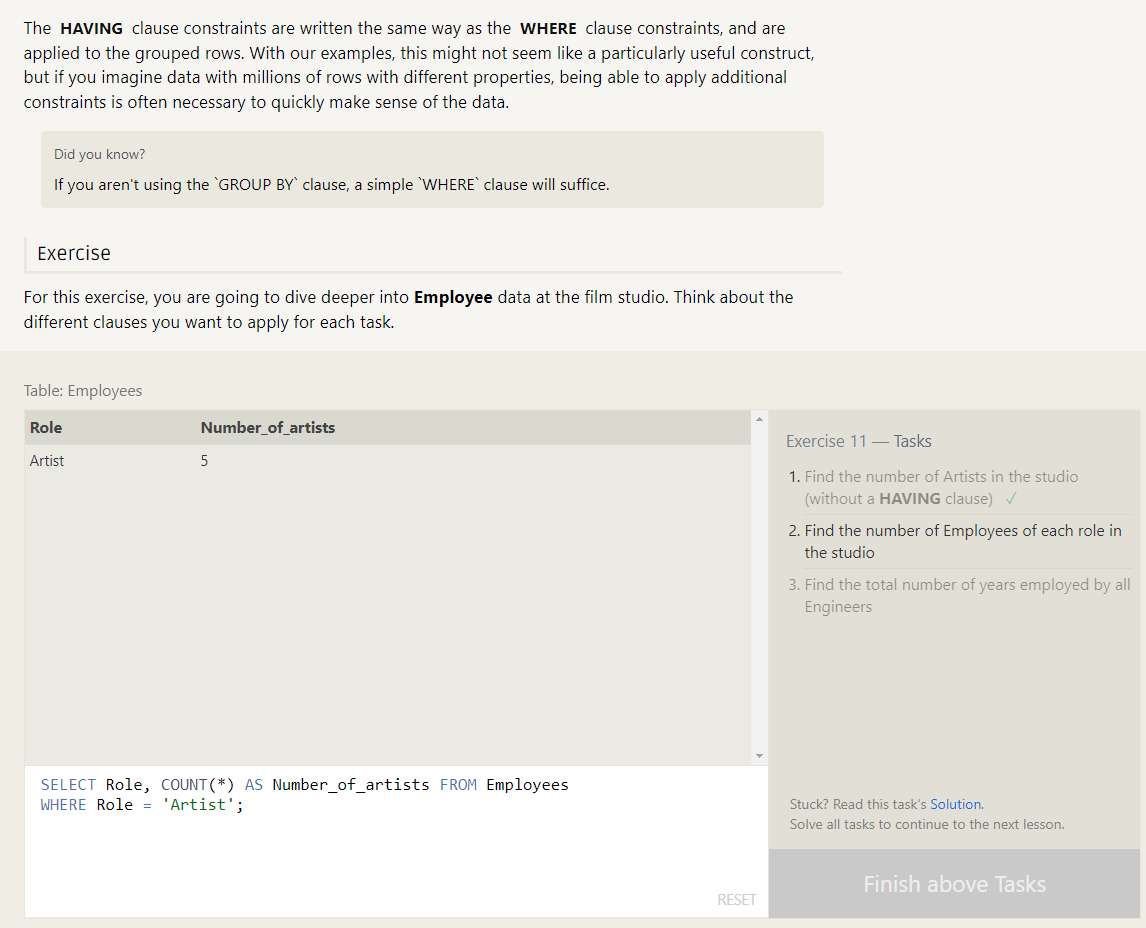 The HAVING clause constraints are written the same way as the WHERE clause constraints, and are
applied to the grouped rows. With our examples, this might not seem like a particularly useful construct,
but if you imagine data with millions of rows with different properties, being able to apply additional
constraints is often necessary to quickly make sense of the data.
Did you know?
If you aren't using the `GROUP BY` clause, a simple `WHERE` clause will suffice.
Exercise
For this exercise, you are going to dive deeper into Employee data at the film studio. Think about the
different clauses you want to apply for each task.
Table: Employees
Role Number_of_artists
Artist 5
SELECT Role, COUNT(*) AS Number_of_artists FROM Employees
WHERE Role = 'Artist';
RESET
Exercise 11 — Tasks
1. Find the number of Artists in the studio
(without a HAVING clause) ✓
2. Find the number of Employees of each role in
the studio
3. Find the total number of years employed by all
Engineers
Stuck? Read this task's Solution.
Solve all tasks to continue to the next lesson.
Finish above Tasks